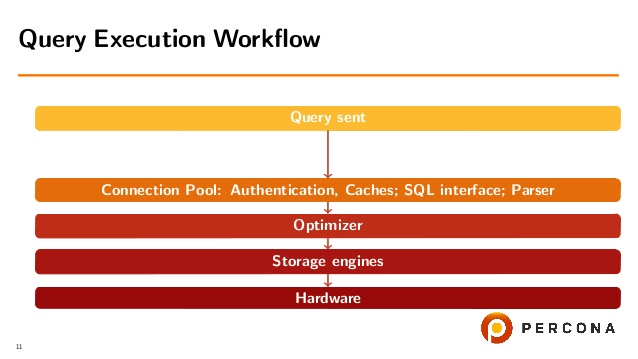 Query Execution Workflow
Query sent
Connection Pool: Authentication, Caches; SQL interface; Parser
Optimizer
Storage engines
Hardware
PERCONA
11